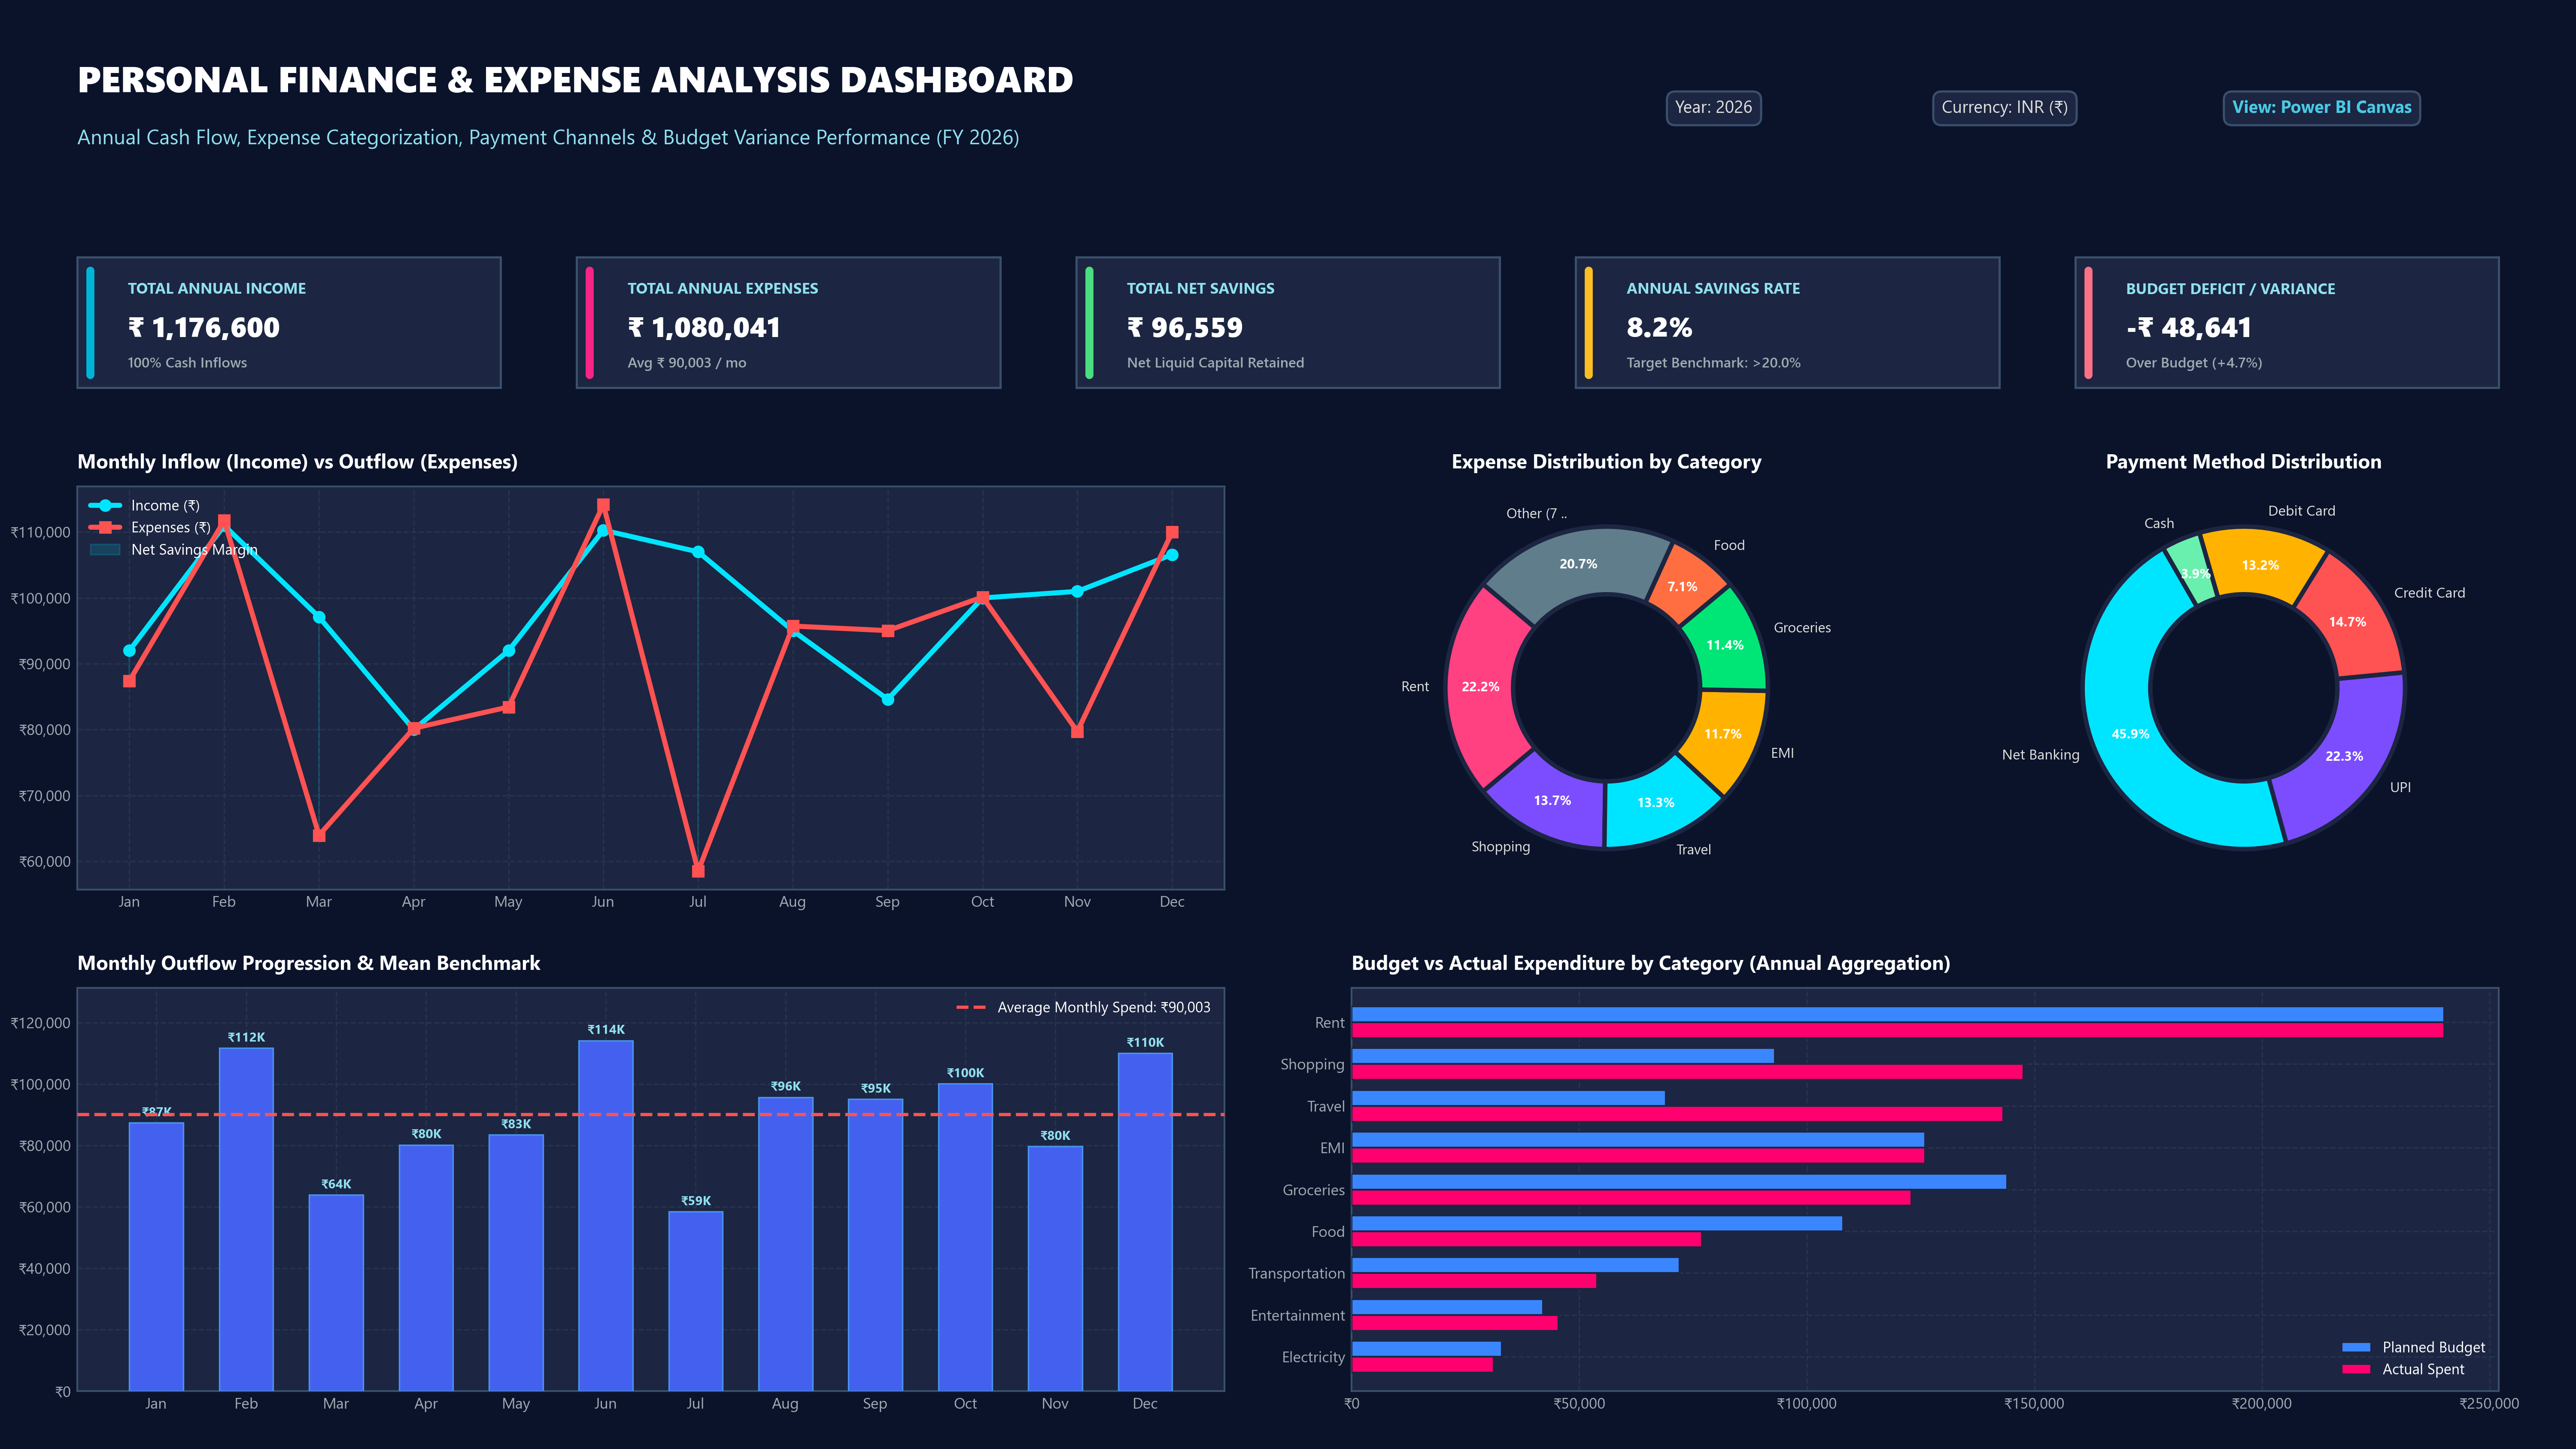 PERSONAL FINANCE & EXPENSE ANALYSIS DASHBOARD
Annual Cash Flow, Expense Categorization, Payment Channels & Budget Variance Performance (FY 2026)
Year: 2026
Currency: INR (₹)
View: Power BI Canvas
TOTAL ANNUAL INCOME
₹ 1,176,600
100% Cash Inflows
TOTAL ANNUAL EXPENSES
₹ 1,080,041
Avg ₹ 90,003 / mo
TOTAL NET SAVINGS
₹ 96,559
Net Liquid Capital Retained
ANNUAL SAVINGS RATE
8.2%
Target Benchmark: >20.0%
BUDGET DEFICIT / VARIANCE
-₹ 48,641
Over Budget (+4.7%)
Monthly Inflow (Income) vs Outflow (Expenses)
Income (₹)
Expenses (₹)
Net Savings Margin
₹110,000
₹100,000
₹90,000
₹80,000
₹70,000
₹60,000
Jan Feb Mar Apr May Jun Jul Aug Sep Oct Nov Dec
Expense Distribution by Category
Other (7 ..
20.7%
Food
7.1%
Groceries
11.4%
Rent
22.2%
EMI
11.7%
Shopping
13.7%
Travel
13.3%
Payment Method Distribution
Cash
3.9%
Debit Card
13.2%
Credit Card
14.7%
Net Banking
45.9%
UPI
22.3%
Monthly Outflow Progression & Mean Benchmark
Average Monthly Spend: ₹90,003
₹120,000
₹100,000
₹80,000
₹60,000
₹40,000
₹20,000
₹0
₹87K
₹112K
₹64K
₹80K
₹83K
₹114K
₹59K
₹96K
₹95K
₹100K
₹80K
₹110K
Jan Feb Mar Apr May Jun Jul Aug Sep Oct Nov Dec
Budget vs Actual Expenditure by Category (Annual Aggregation)
Rent
Shopping
Travel
EMI
Groceries
Food
Transportation
Entertainment
Electricity
Planned Budget
Actual Spent
₹0 ₹50,000 ₹100,000 ₹150,000 ₹200,000 ₹250,000